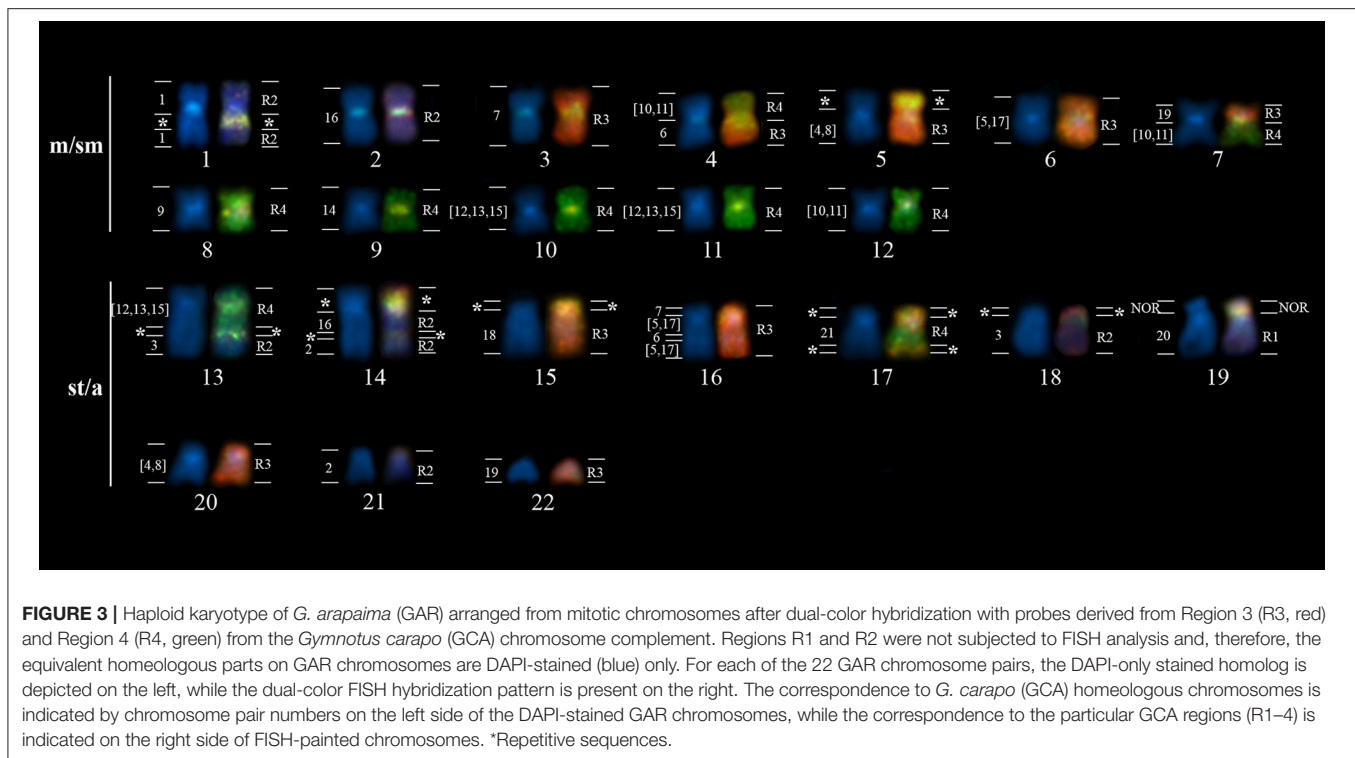 m/sm
1
*
1
R2
*
R2
1
16
R2
2
7
R3
3
[10,11]
6
R4
R3
4
*
[4,8]
*
R3
5
[5,17]
R3
6
19
[10,11]
R3
R4
7
9
R4
8
14
R4
9
[12,13,15]
R4
10
[12,13,15]
R4
11
[10,11]
R4
12
st/a
[12,13,15]
*
3
R4
*
R2
13
*
16
*
2
*
R2
*
R2
14
*
18
*
R3
15
7
[5,17]
6
[5,17]
R3
16
*
21
*
*
R4
*
17
*
3
*
R2
18
NOR
20
NOR
R1
19
[4,8]
R3
20
2
R2
21
19
R3
22
FIGURE 3 | Haploid karyotype of G. arapaima (GAR) arranged from mitotic chromosomes after dual-color hybridization with probes derived from Region 3 (R3, red)
and Region 4 (R4, green) from the Gymnotus carapo (GCA) chromosome complement. Regions R1 and R2 were not subjected to FISH analysis and, therefore, the
equivalent homeologous parts on GAR chromosomes are DAPI-stained (blue) only. For each of the 22 GAR chromosome pairs, the DAPI-only stained homolog is
depicted on the left, while the dual-color FISH hybridization pattern is present on the right. The correspondence to G. carapo (GCA) homeologous chromosomes is
indicated by chromosome pair numbers on the left side of the DAPI-stained GAR chromosomes, while the correspondence to the particular GCA regions (R1–4) is
indicated on the right side of FISH-painted chromosomes. *Repetitive sequences.